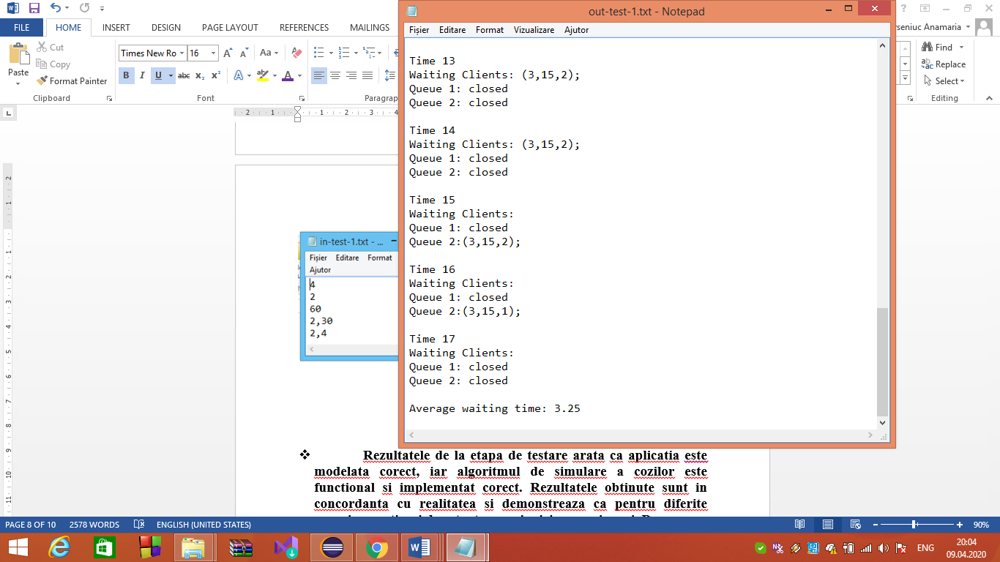 out-test-1.txt - Notepad
FILE HOME INSERT DESIGN PAGE LAYOUT REFERENCES MAILINGS
Anamaria
Fișier Editare Format Vizualizare Ajutor
Cut
Copy
Format Painter
Paste
Clipboard
Times New Ro 16
Aa
B I U abc x₂ x²
A ab A
Font
Paragrap
Find
Replace
Select
Editing
Time 13
Waiting Clients: (3,15,2);
Queue 1: closed
Queue 2: closed
Time 14
Waiting Clients: (3,15,2);
Queue 1: closed
Queue 2: closed
Time 15
Waiting Clients:
Queue 1: closed
Queue 2:(3,15,2);
Time 16
Waiting Clients:
Queue 1: closed
Queue 2:(3,15,1);
Time 17
Waiting Clients:
Queue 1: closed
Queue 2: closed
Average waiting time: 3.25
in-test-1.txt - ...
Fișier Editare Format
Ajutor
4
2
60
2,30
2,4
Rezultatele de la etapa de testare arata ca aplicatia este
modelata corect, iar algoritmul de simulare a cozilor este
functional si implementat corect. Rezultatele obtinute sunt in
concordanta cu realitatea si demonstreaza ca pentru diferite
PAGE 8 OF 10 2578 WORDS ENGLISH (UNITED STATES)
90%
ENG
20:04
09.04.2020